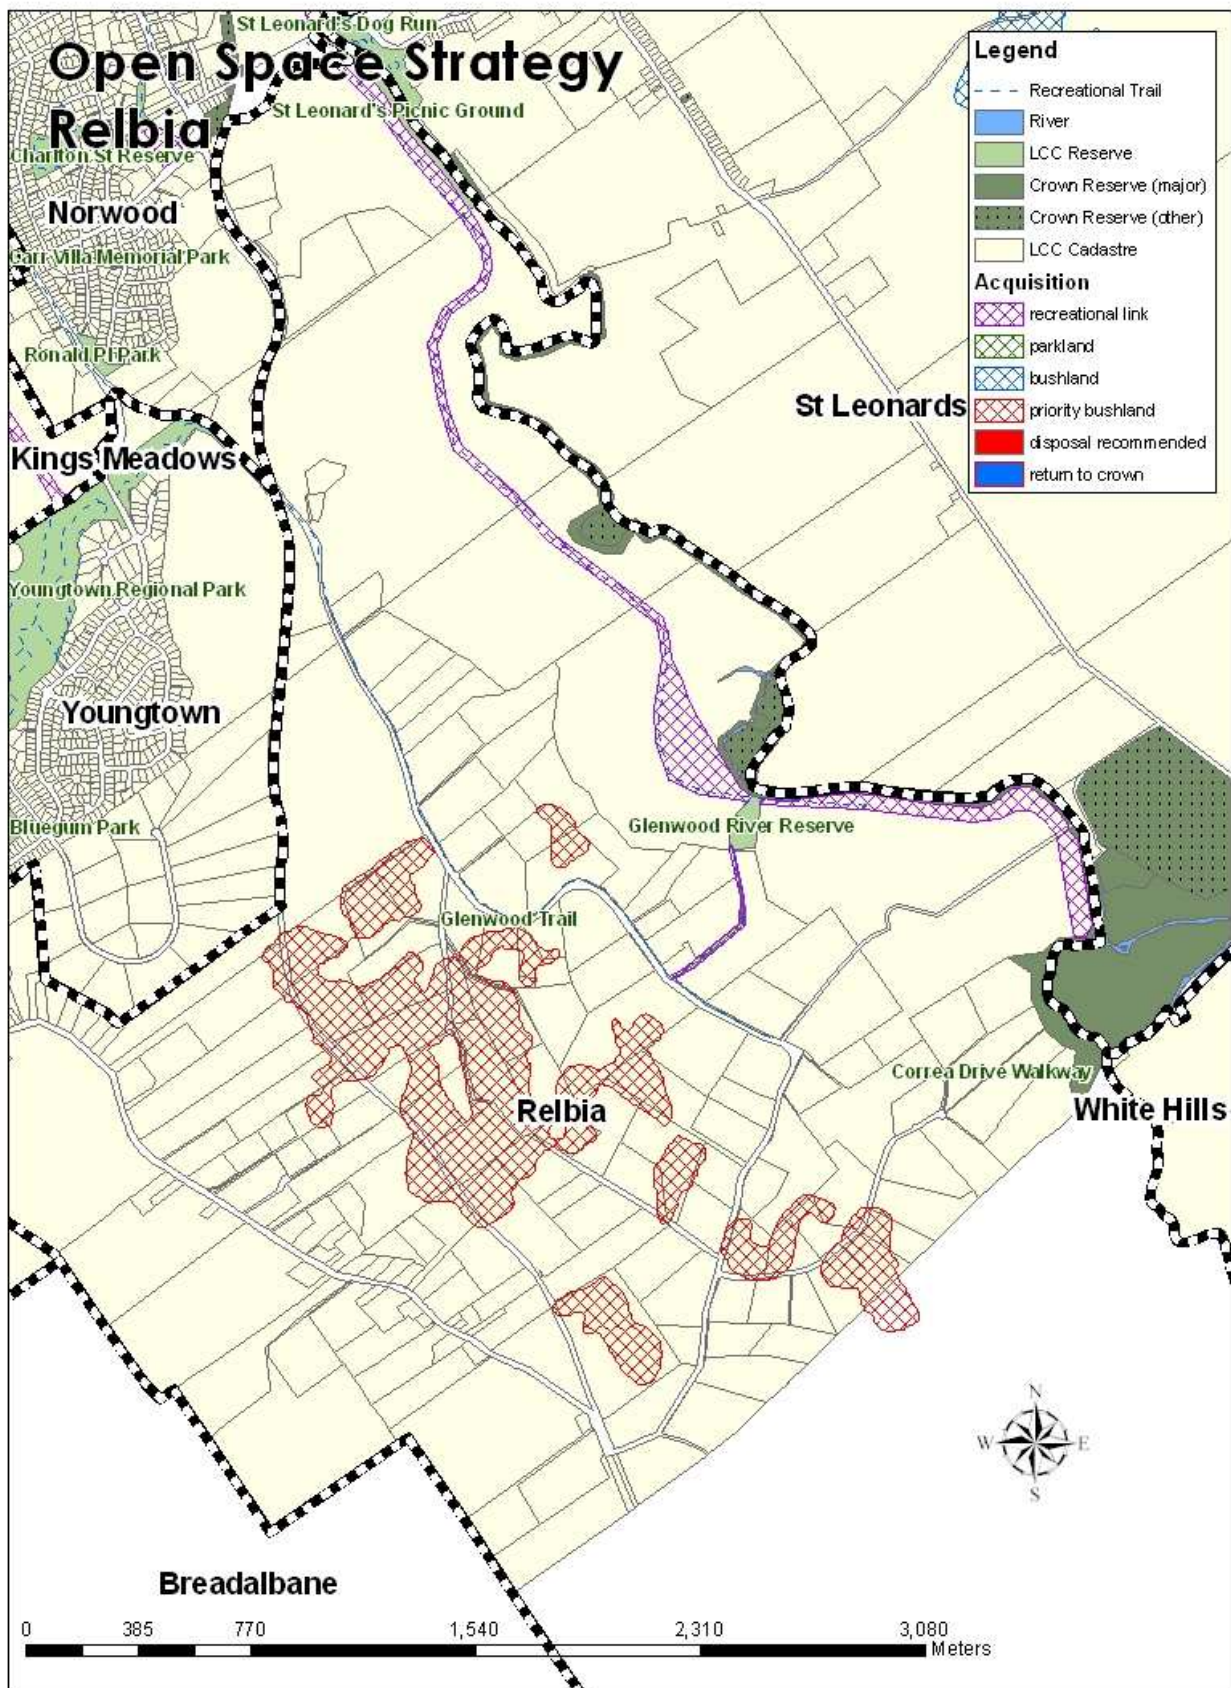 St Leonard's Dog Run
Open Space Strategy
Relbia
St Leonard's Picnic Ground
Charlton St Reserve
Norwood
Carr Villa Memorial Park
Ronald Pl Park
Kings Meadows
St Leonards
Youngtown Regional Park
Youngtown
Bluegum Park
Glenwood River Reserve
Glenwood Trail
Correa Drive Walkway
Relbia
White Hills
Breadalbane
Legend
Recreational Trail
River
LCC Reserve
Crown Reserve (major)
Crown Reserve (other)
LCC Cadastre
Acquisition
recreational link
parkland
bushland
priority bushland
disposal recommended
return to crown
N
W E
S
0 385 770 1,540 2,310 3,080
Meters